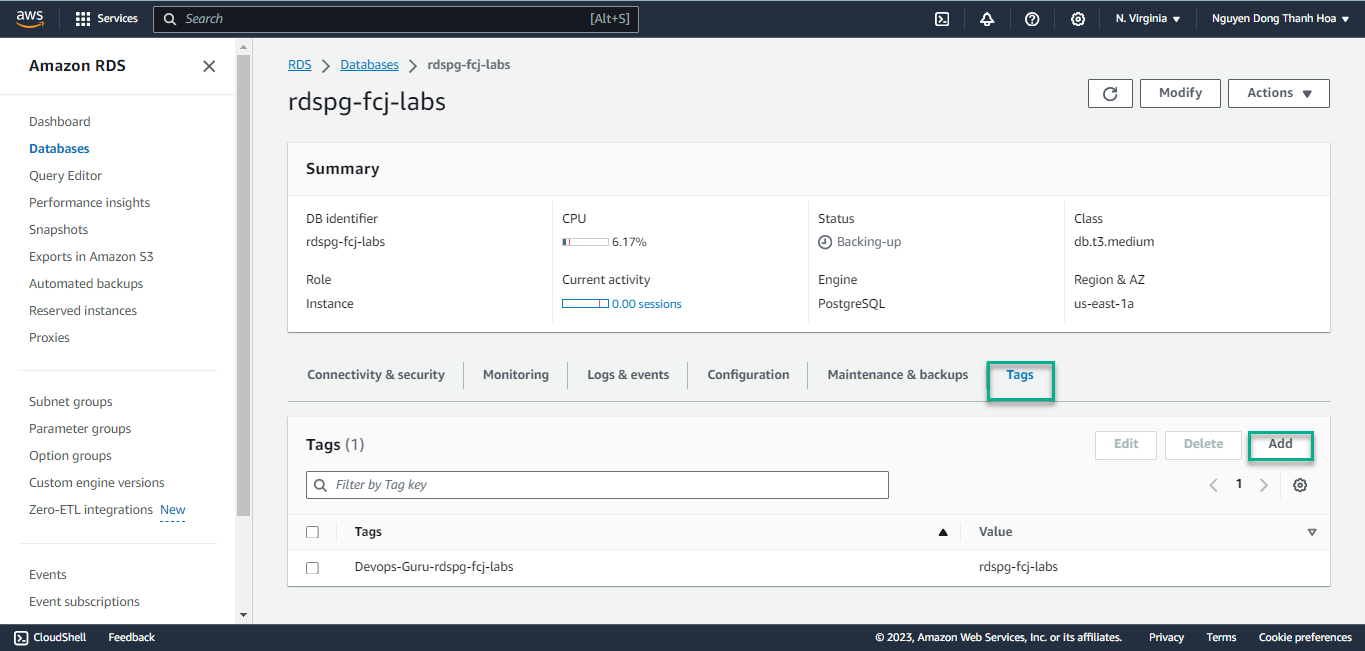 aws
Services
Search
[Alt+S]
N. Virginia
Nguyen Dong Thanh Hoa
Amazon RDS
Dashboard
Databases
Query Editor
Performance insights
Snapshots
Exports in Amazon S3
Automated backups
Reserved instances
Proxies
Subnet groups
Parameter groups
Option groups
Custom engine versions
Zero-ETL integrations New
Events
Event subscriptions
RDS
Databases
rdspg-fcj-labs
rdspg-fcj-labs
Modify
Actions
Summary
DB identifier
rdspg-fcj-labs
CPU
6.17%
Status
Backing-up
Class
db.t3.medium
Role
Instance
Current activity
0.00 sessions
Engine
PostgreSQL
Region & AZ
us-east-1a
Connectivity & security
Monitoring
Logs & events
Configuration
Maintenance & backups
Tags
Tags (1)
Edit
Delete
Add
Filter by Tag key
1
Tags
Value
Devops-Guru-rdspg-fcj-labs
rdspg-fcj-labs
CloudShell
Feedback
© 2023, Amazon Web Services, Inc. or its affiliates.
Privacy
Terms
Cookie preferences